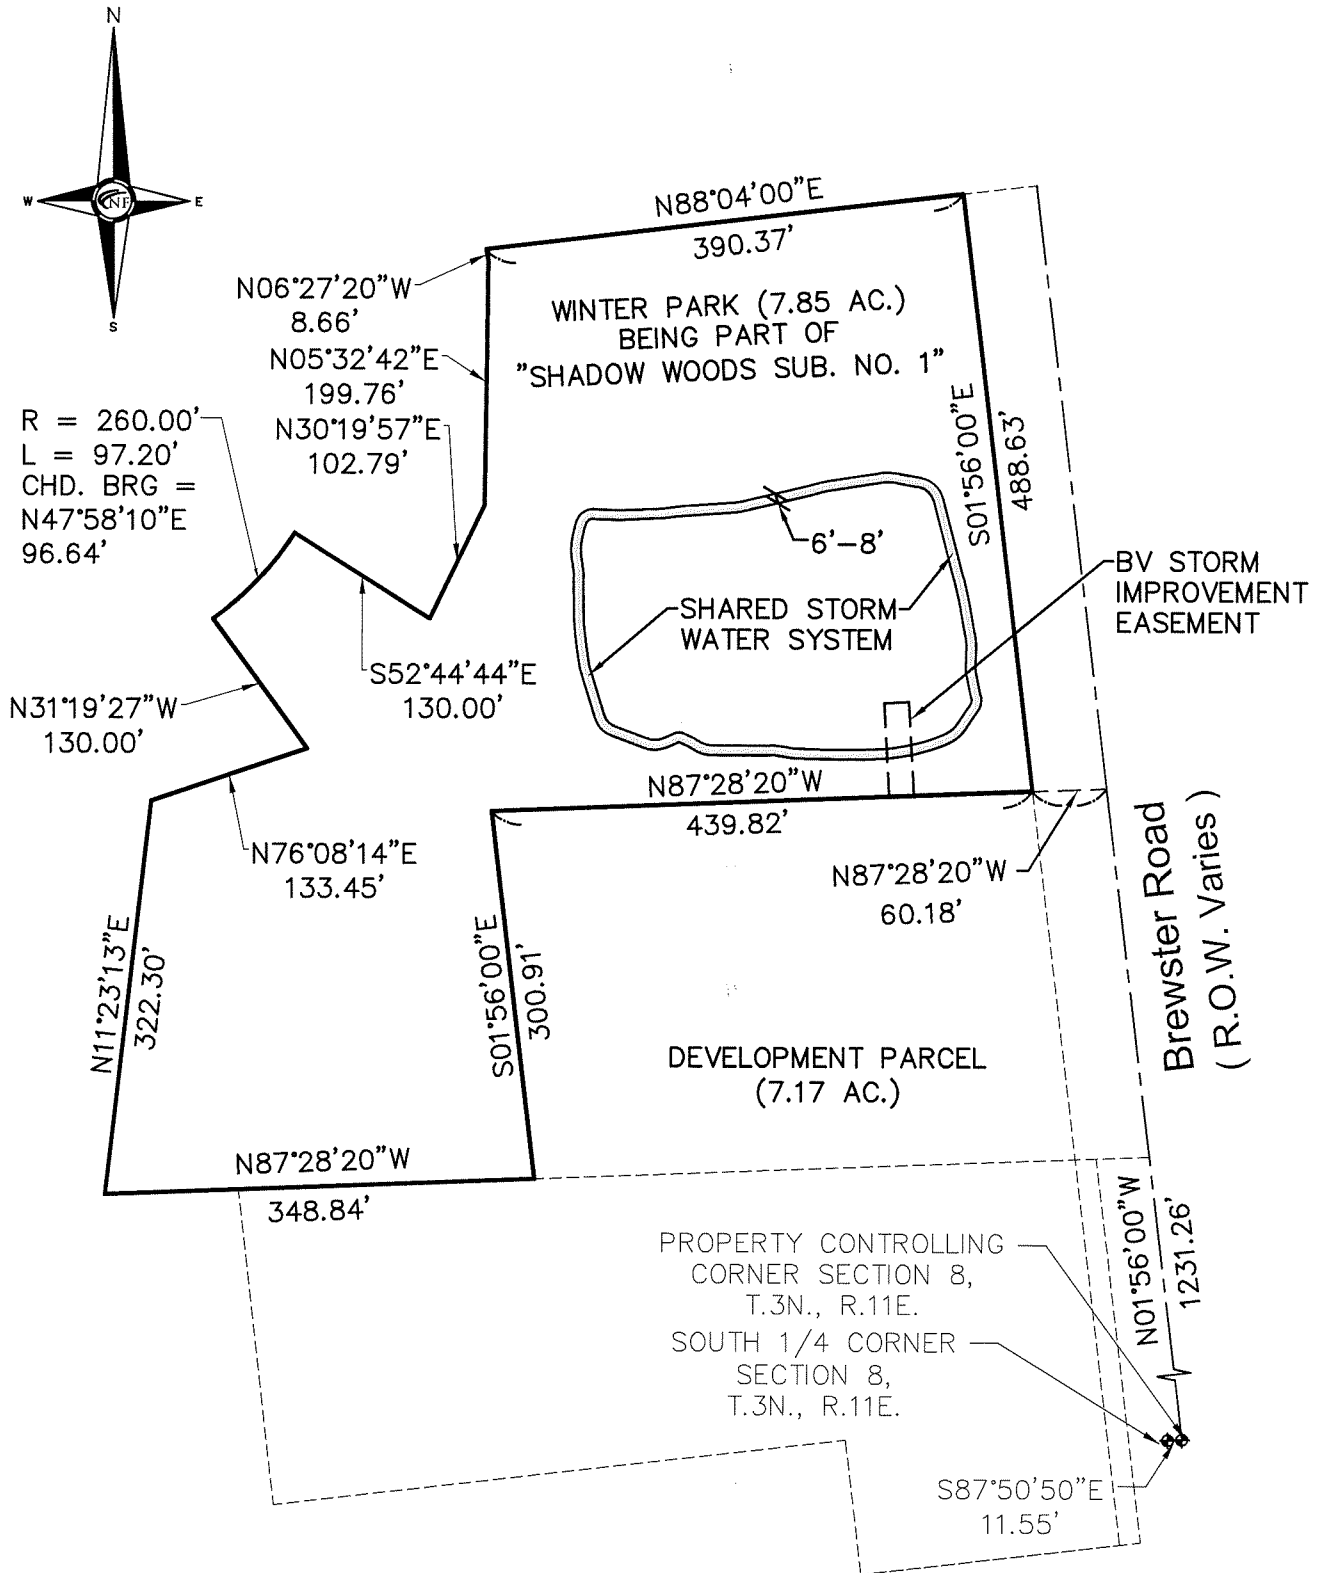 N
W
NF
E
S
N88°04'00"E
390.37'
N06°27'20"W
8.66'
N05°32'42"E
199.76'
N30°19'57"E
102.79'
WINTER PARK (7.85 AC.)
BEING PART OF
"SHADOW WOODS SUB. NO. 1"
R = 260.00'
L = 97.20'
CHD. BRG =
N47°58'10"E
96.64'
S01°56'00"E
488.63'
6'-8'
BV STORM
IMPROVEMENT
EASEMENT
SHARED STORM
WATER SYSTEM
S52°44'44"E
130.00'
N31°19'27"W
130.00'
N87°28'20"W
439.82'
N76°08'14"E
133.45'
N87°28'20"W
60.18'
Brewster Road
( R.O.W. Varies )
N11°23'13"E
322.30'
S01°56'00"E
300.91'
DEVELOPMENT PARCEL
(7.17 AC.)
N87°28'20"W
348.84'
N01°56'00"W
1231.26'
PROPERTY CONTROLLING
CORNER SECTION 8,
T.3N., R.11E.
SOUTH 1/4 CORNER
SECTION 8,
T.3N., R.11E.
S87°50'50"E
11.55'